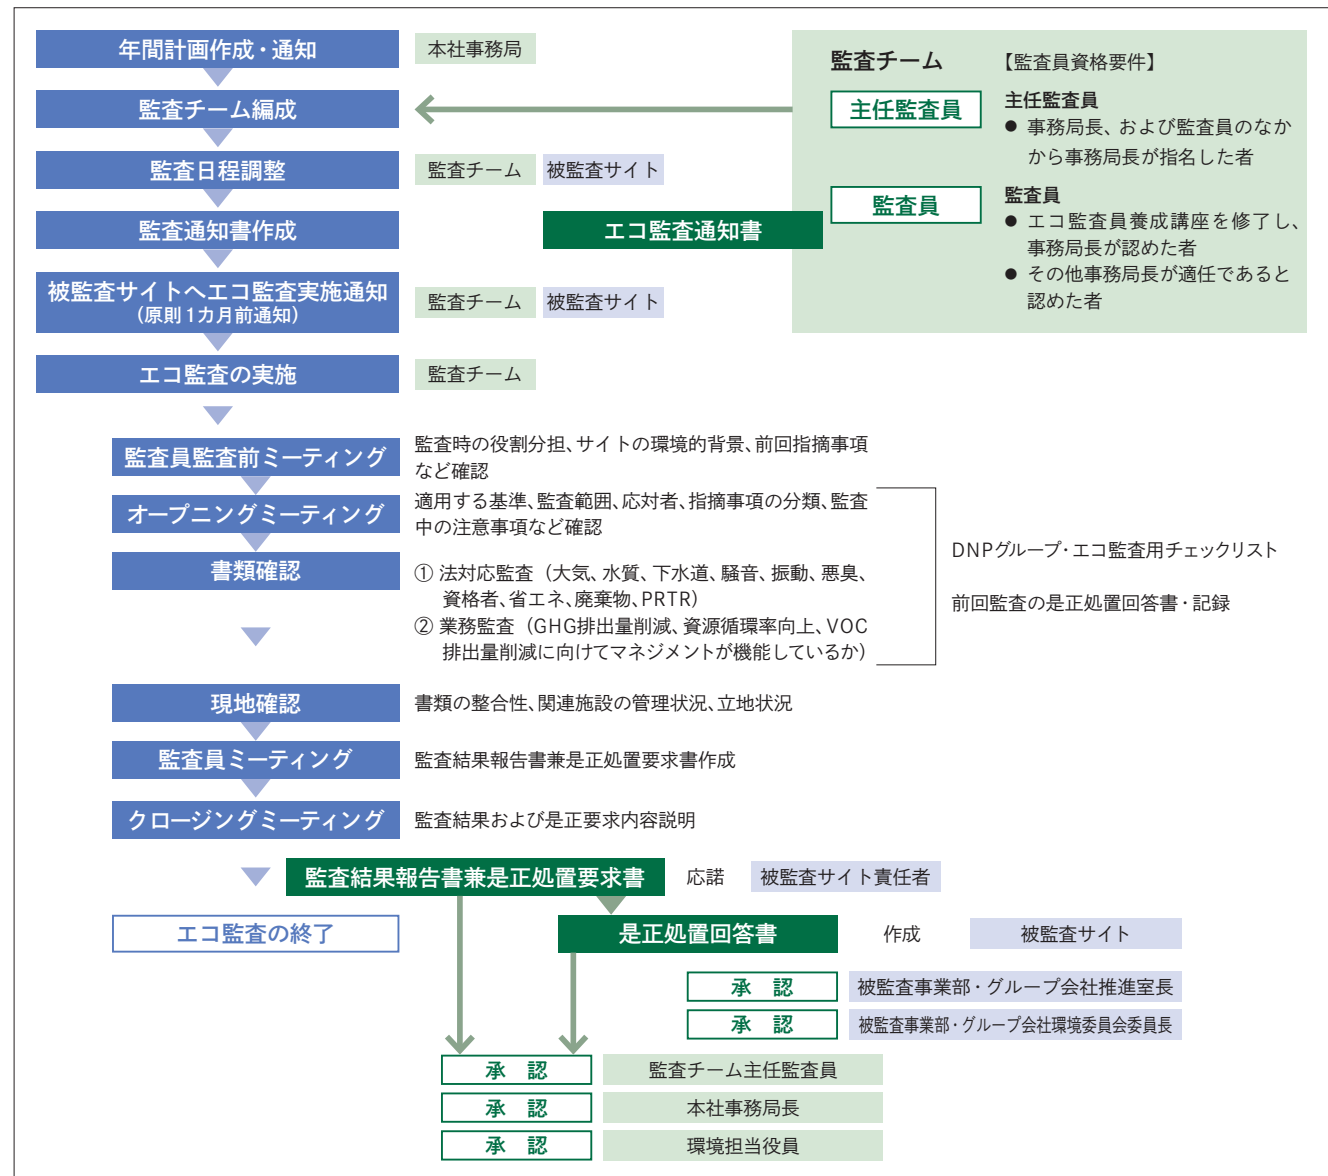 年間計画作成・通知
本社事務局
監査チーム編成
監査日程調整
監査チーム
被監査サイト
監査通知書作成
エコ監査通知書
被監査サイトへエコ監査実施通知
(原則1カ月前通知)
監査チーム
被監査サイト
エコ監査の実施
監査チーム
監査チーム
【監査員資格要件】
主任監査員
主任監査員
● 事務局長、および監査員のなか
から事務局長が指名した者
監査員
監査員
● エコ監査員養成講座を修了し、
事務局長が認めた者
● その他事務局長が適任であると
認めた者
監査員監査前ミーティング
監査時の役割分担、サイトの環境的背景、前回指摘事項
など確認
オープニングミーティング
適用する基準、監査範囲、応対者、指摘事項の分類、監査
中の注意事項など確認
書類確認
① 法対応監査（大気、水質、下水道、騒音、振動、悪臭、
資格者、省エネ、廃棄物、PRTR）
② 業務監査（GHG排出量削減、資源循環率向上、VOC
排出量削減に向けてマネジメントが機能しているか）
DNPグループ・エコ監査用チェックリスト
前回監査の是正処置回答書・記録
現地確認
書類の整合性、関連施設の管理状況、立地状況
監査員ミーティング
監査結果報告書兼是正処置要求書作成
クロージングミーティング
監査結果および是正要求内容説明
監査結果報告書兼是正処置要求書
応諾
被監査サイト責任者
エコ監査の終了
是正処置回答書
作成
被監査サイト
承 認
被監査事業部・グループ会社推進室長
承 認
被監査事業部・グループ会社環境委員会委員長
承 認
監査チーム主任監査員
承 認
本社事務局長
承 認
環境担当役員